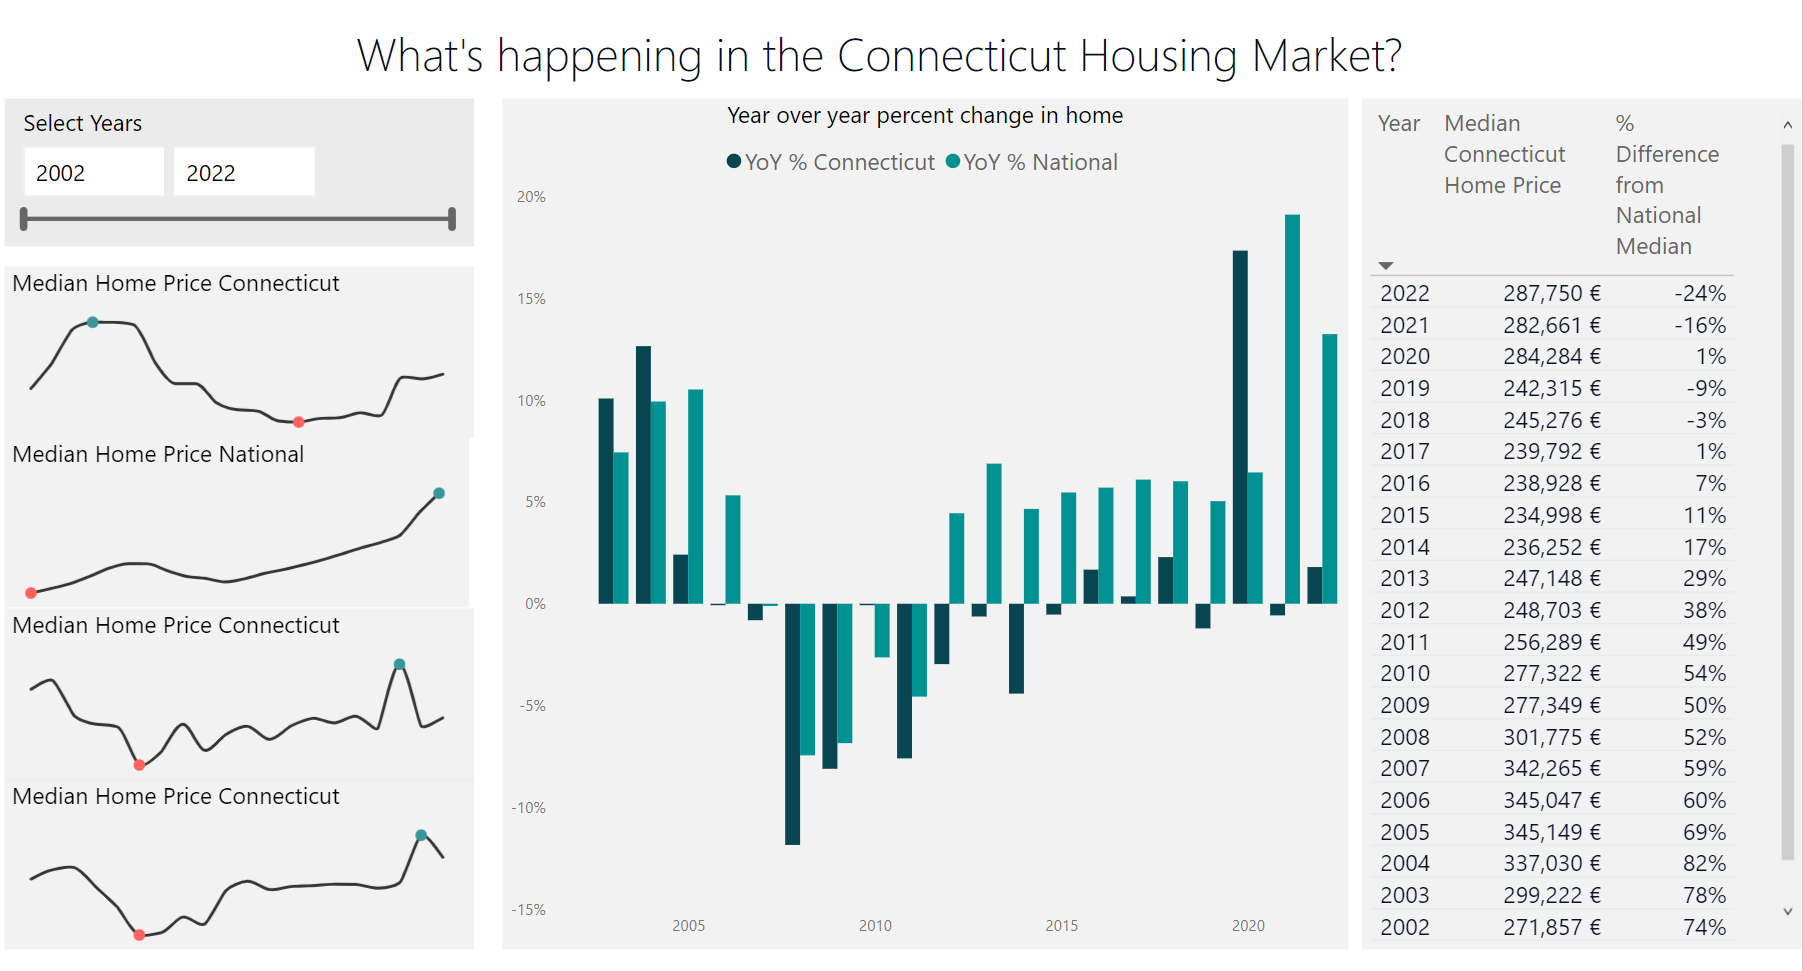 What's happening in the Connecticut Housing Market?
Select Years
2002 2022
Median Home Price Connecticut
Median Home Price National
Median Home Price Connecticut
Median Home Price Connecticut
Year over year percent change in home
YoY % Connecticut YoY % National
20%
15%
10%
5%
0%
-5%
-10%
-15%
2005 2010 2015 2020
Year Median %
Connecticut Difference
Home Price from
National
Median
2022 287,750 € -24%
2021 282,661 € -16%
2020 284,284 € 1%
2019 242,315 € -9%
2018 245,276 € -3%
2017 239,792 € 1%
2016 238,928 € 7%
2015 234,998 € 11%
2014 236,252 € 17%
2013 247,148 € 29%
2012 248,703 € 38%
2011 256,289 € 49%
2010 277,322 € 54%
2009 277,349 € 50%
2008 301,775 € 52%
2007 342,265 € 59%
2006 345,047 € 60%
2005 345,149 € 69%
2004 337,030 € 82%
2003 299,222 € 78%
2002 271,857 € 74%